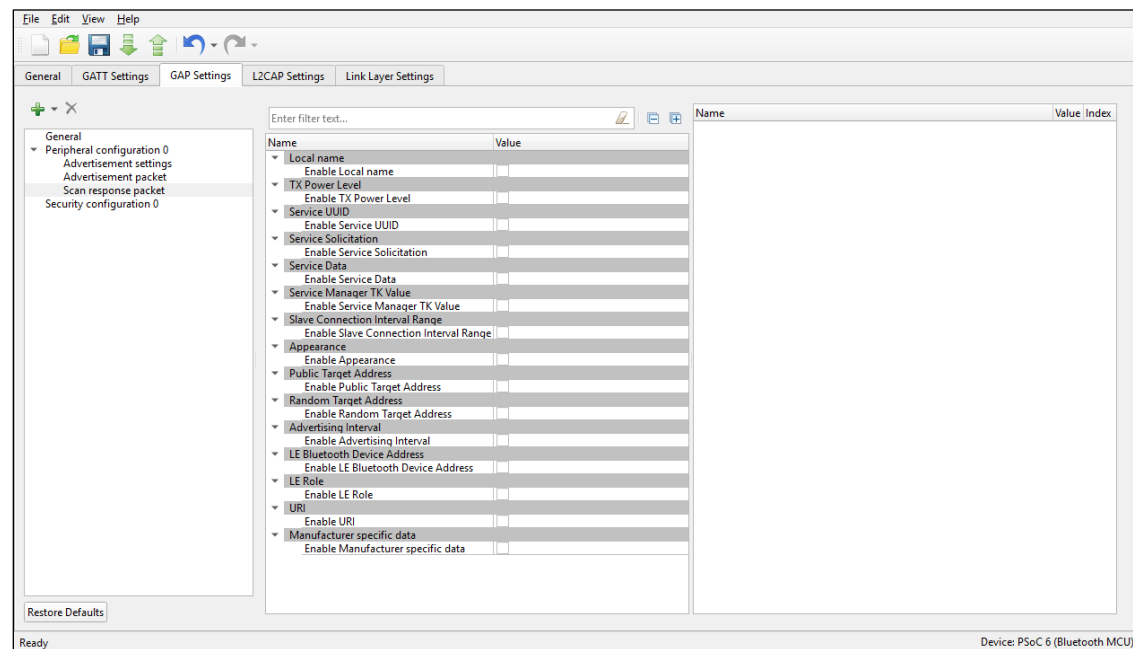 File Edit View Help
General GATT Settings GAP Settings L2CAP Settings Link Layer Settings
Enter filter text...
Name Value Index
General
Peripheral configuration 0
Advertisement settings
Advertisement packet
Scan response packet
Security configuration 0
Name Value
Local name
Enable Local name
TX Power Level
Enable TX Power Level
Service UUID
Enable Service UUID
Service Solicitation
Enable Service Solicitation
Service Data
Enable Service Data
Service Manager TK Value
Enable Service Manager TK Value
Slave Connection Interval Range
Enable Slave Connection Interval Range
Appearance
Enable Appearance
Public Target Address
Enable Public Target Address
Random Target Address
Enable Random Target Address
Advertising Interval
Enable Advertising Interval
LE Bluetooth Device Address
Enable LE Bluetooth Device Address
LE Role
Enable LE Role
URI
Enable URI
Manufacturer specific data
Enable Manufacturer specific data
Restore Defaults
Ready Device: PSoC 6 (Bluetooth MCU)